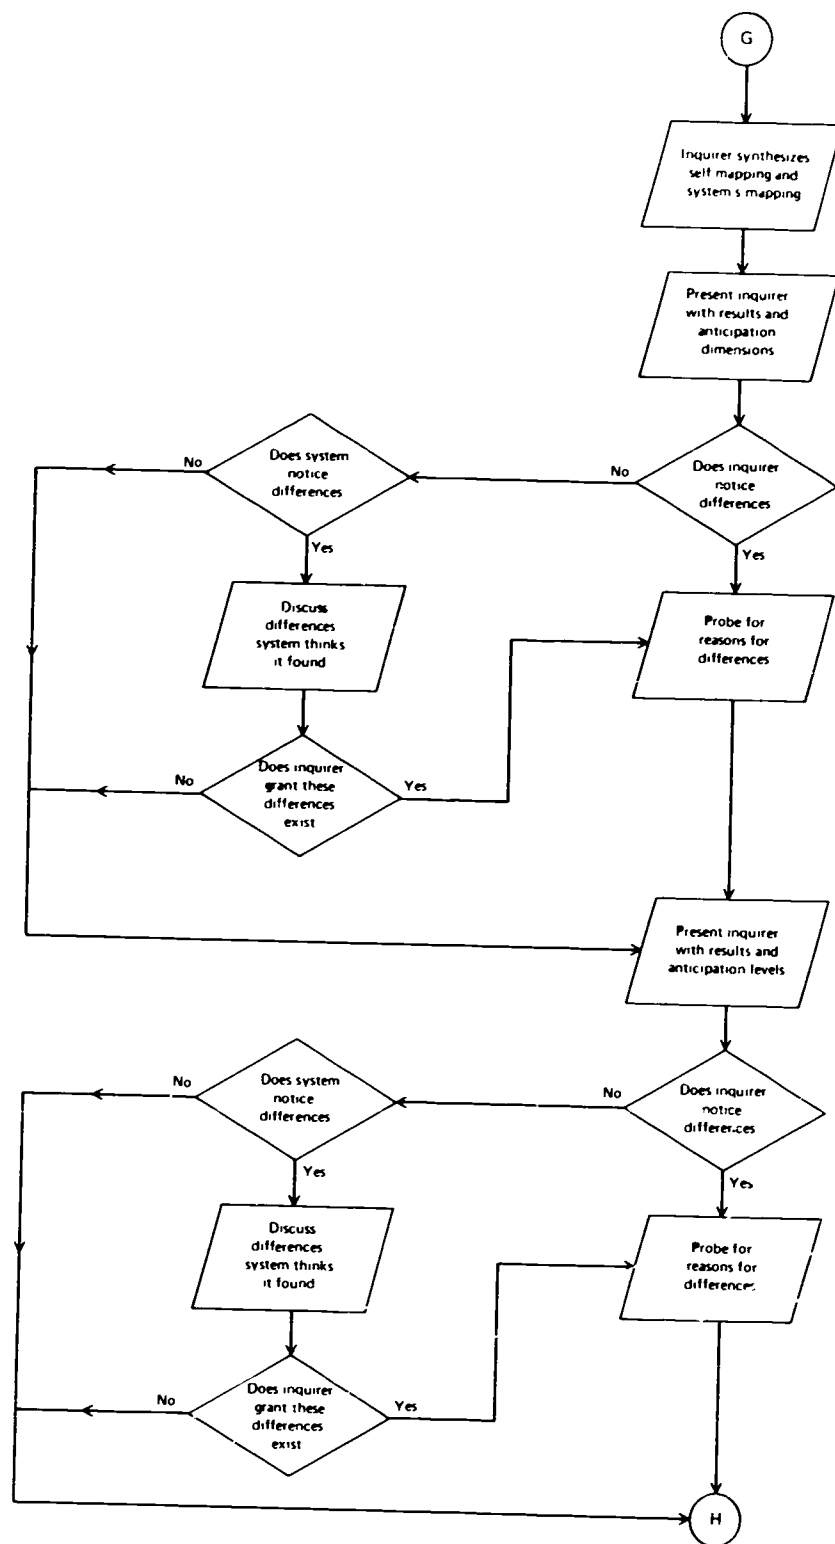 G
Inquirer synthesizes
self mapping and
system s mapping
Present inquirer
with results and
anticipation
dimensions
Does inquirer
notice
differences
No
Yes
Does system
notice
differences
No
Yes
Discuss
differences
system thinks
it found
Does inquirer
grant these
differences
exist
No
Yes
Probe for
reasons for
differences
Present inquirer
with results and
anticipation levels
Does inquirer
notice
differences
No
Yes
Does system
notice
differences
No
Yes
Discuss
differences
system thinks
it found
Does inquirer
grant these
differences
exist
No
Yes
Probe for
reasons for
differences
H